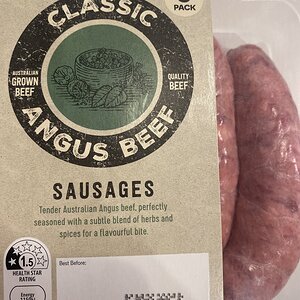 PACK
CLASSIC
AUSTRALIAN
GROWN
BEEF
QUALITY
BEEF
ANGUS BEEF
SAUSAGES
Tender Australian Angus beef, perfectly
seasoned with a subtle blend of herbs and
spices for a flavourful bite.
1.5
HEALTH STAR
RATING
Best Before:
Energy